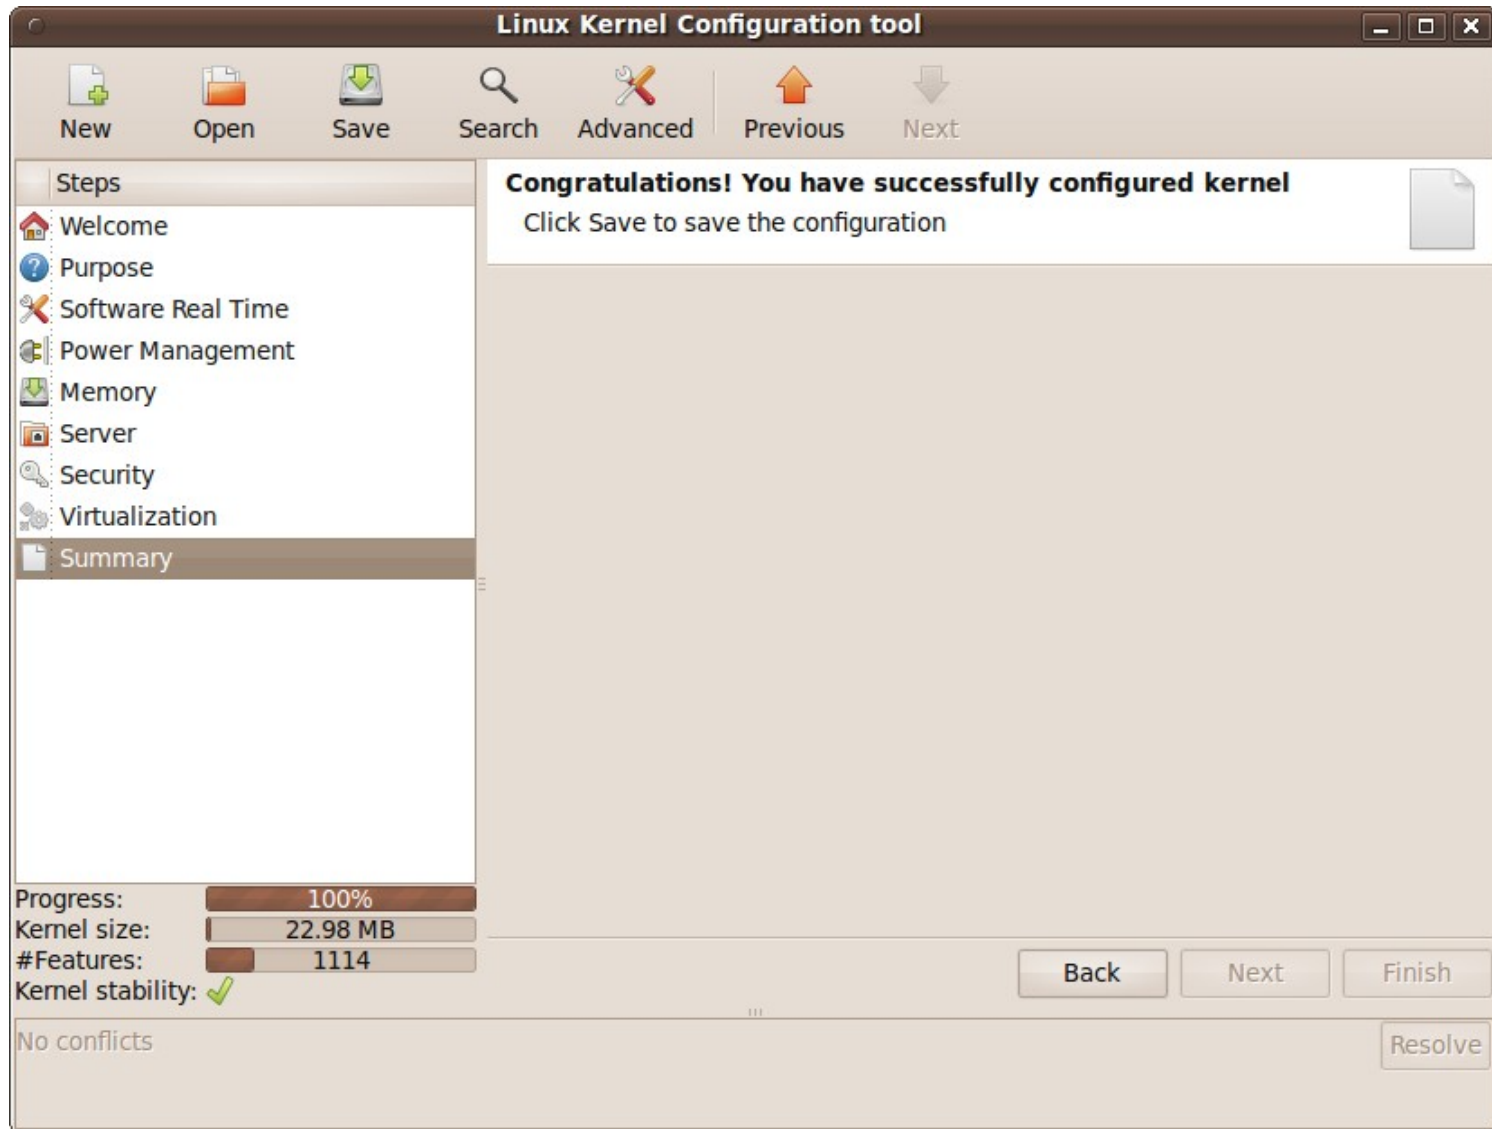 Linux Kernel Configuration tool
New Open Save Search Advanced Previous Next
Steps
Welcome
Purpose
Software Real Time
Power Management
Memory
Server
Security
Virtualization
Summary
Congratulations! You have successfully configured kernel
Click Save to save the configuration
Progress: 100%
Kernel size: 22.98 MB
#Features: 1114
Kernel stability:
Back Next Finish
No conflicts
Resolve